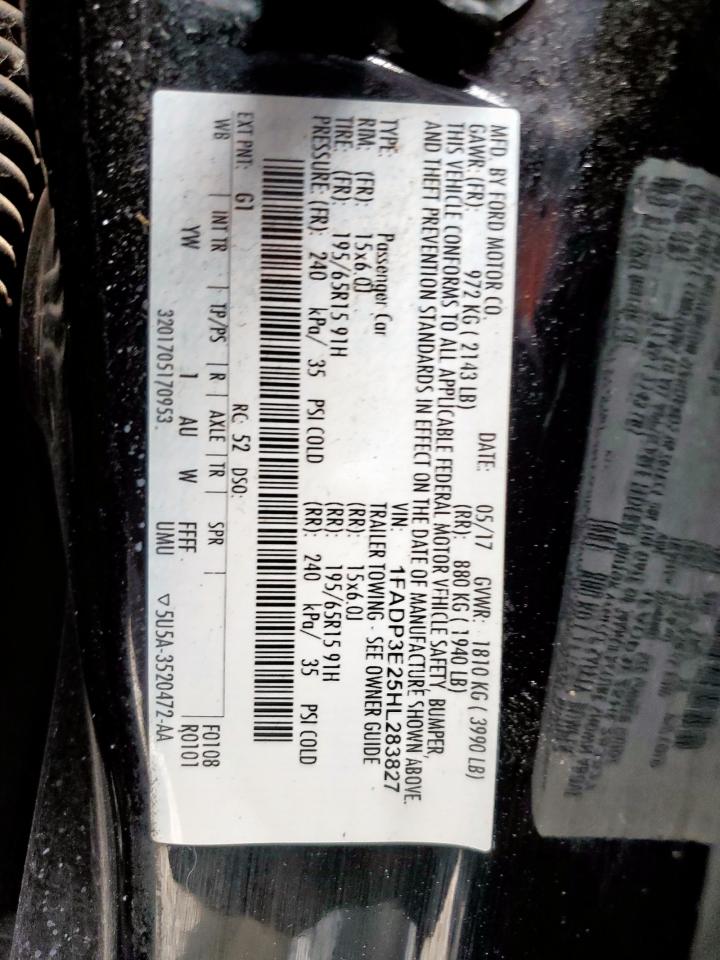 MFD. BY FORD MOTOR CO.
DATE: 05/17 GVWR: 1810 KG ( 3990 LB)
GAWR: (FR): 972 KG ( 2143 LB) (RR): 880 KG ( 1940 LB)
THIS VEHICLE CONFORMS TO ALL APPLICABLE FEDERAL MOTOR VEHICLE SAFETY, BUMPER,
AND THEFT PREVENTION STANDARDS IN EFFECT ON THE DATE OF MANUFACTURE SHOWN ABOVE.
VIN: 1FADP3E25HL283827
TYPE: Passenger Car TRAILER TOWING - SEE OWNER GUIDE
RIM: (FR): 15x6.0J (RR): 15x6.0J
TIRE: (FR): 195/65R15 91H (RR): 195/65R15 91H
PRESSURE: (FR): 240 kPa/ 35 PSI COLD (RR): 240 kPa/ 35 PSI COLD
EXT PNT: G1 RC: 52 DSO:
WB INT TR TP/PS R AXLE TR SPR F0108
YW 1 AU W FFFF R0101
3201705170953 UMU ▽5U5A-3520472-AA